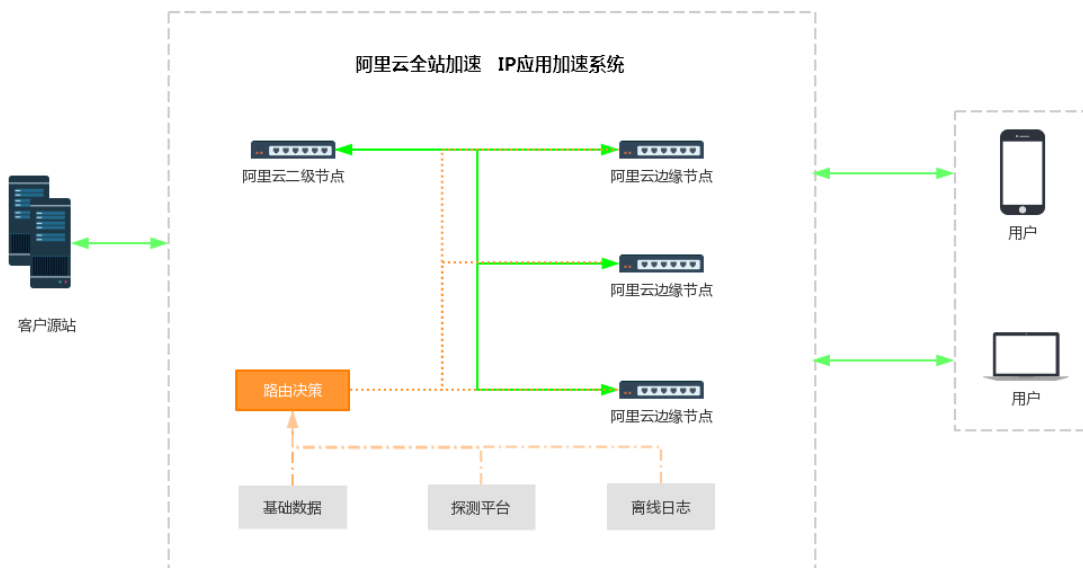 阿里云全站加速 IP应用加速系统
阿里云二级节点
阿里云边缘节点
用户
阿里云边缘节点
客户源站
路由决策
阿里云边缘节点
用户
基础数据
探测平台
离线日志